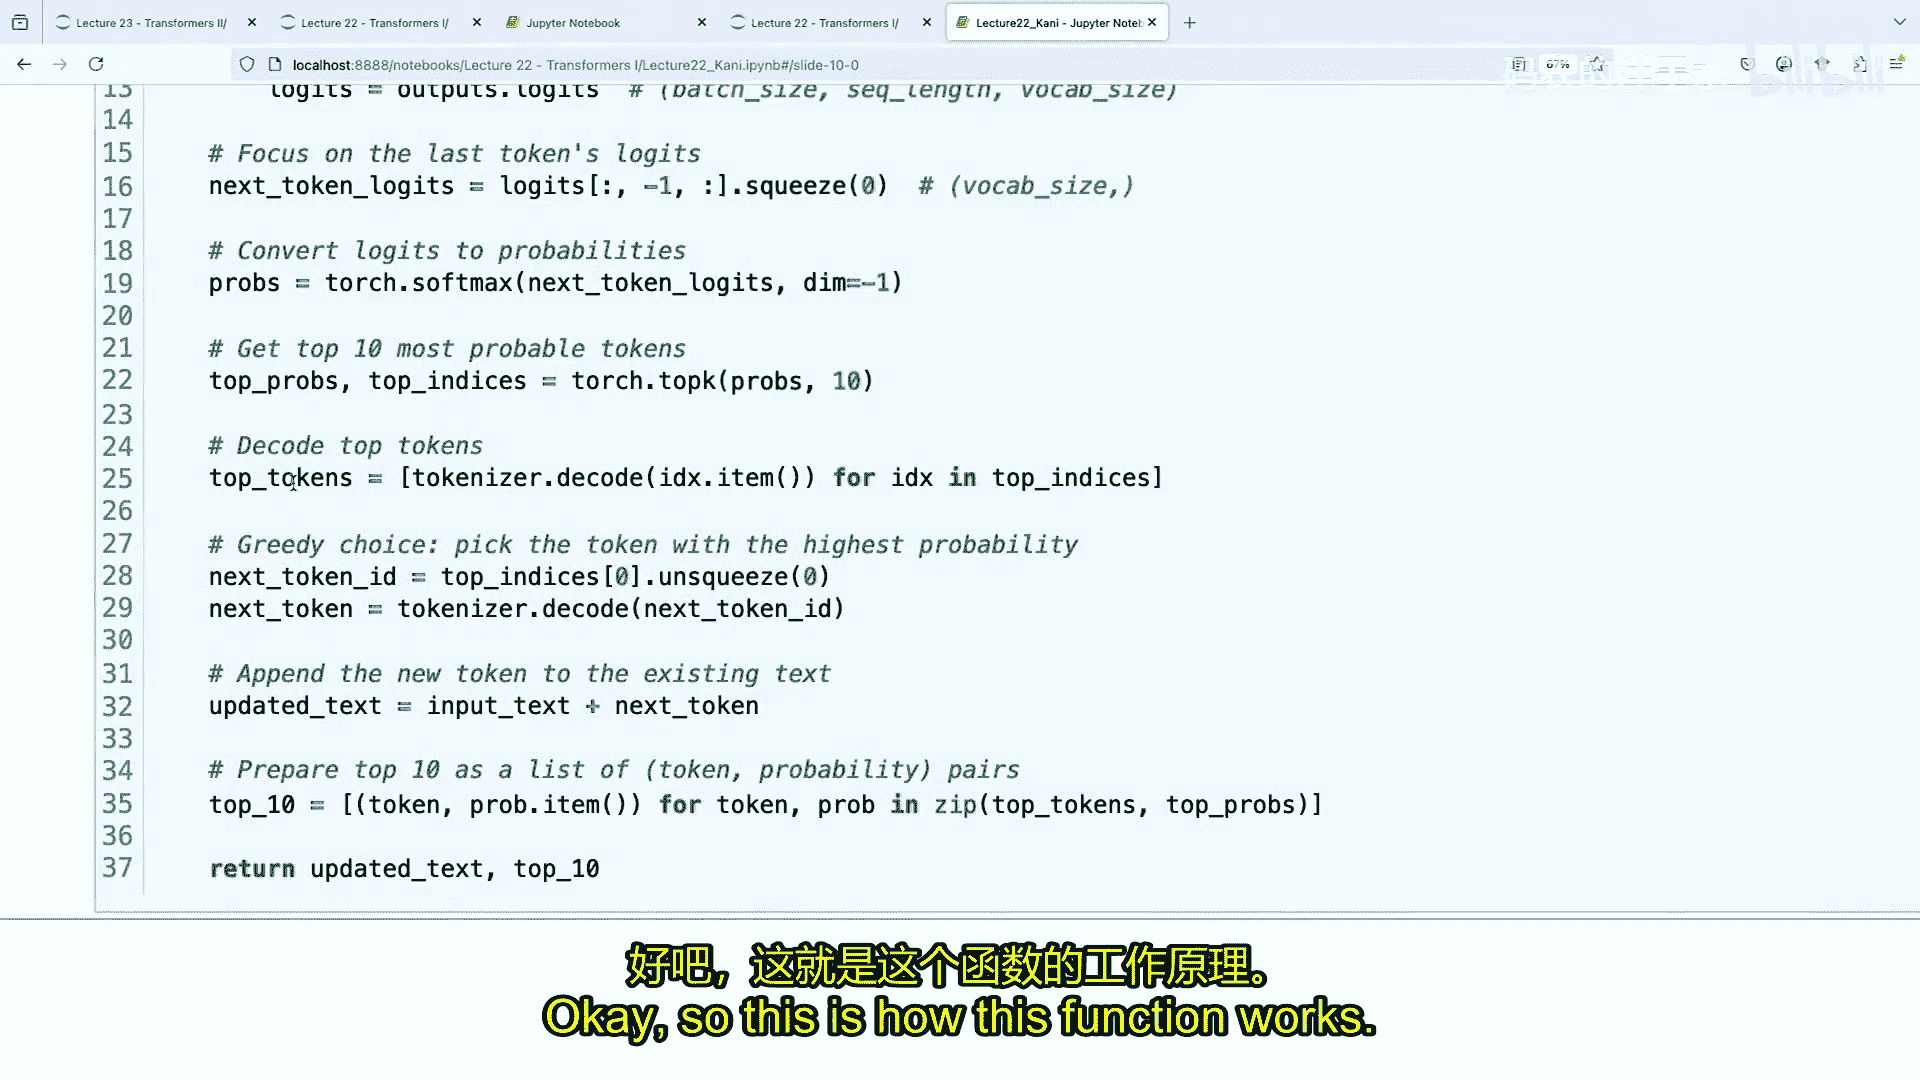 Lecture 23 - Transformers II/
Lecture 22 - Transformers I/
Jupyter Notebook
Lecture 22 - Transformers I/
Lecture22_Kani - Jupyter Noteb
localhost:8888/notebooks/Lecture 22 - Transformers I/Lecture22_Kani.ipynb#/slide-10-0
67%
bilibili
13 logits = outputs.logits # (batch_size, seq_length, vocab_size)
14
15 # Focus on the last token's logits
16 next_token_logits = logits[:, -1, :].squeeze(0) # (vocab_size,)
17
18 # Convert logits to probabilities
19 probs = torch.softmax(next_token_logits, dim=-1)
20
21 # Get top 10 most probable tokens
22 top_probs, top_indices = torch.topk(probs, 10)
23
24 # Decode top tokens
25 top_tokens = [tokenizer.decode(idx.item()) for idx in top_indices]
26
27 # Greedy choice: pick the token with the highest probability
28 next_token_id = top_indices[0].unsqueeze(0)
29 next_token = tokenizer.decode(next_token_id)
30
31 # Append the new token to the existing text
32 updated_text = input_text + next_token
33
34 # Prepare top 10 as a list of (token, probability) pairs
35 top_10 = [(token, prob.item()) for token, prob in zip(top_tokens, top_probs)]
36
37 return updated_text, top_10
好吧，这就是这个函数的工作原理。
Okay, so this is how this function works.